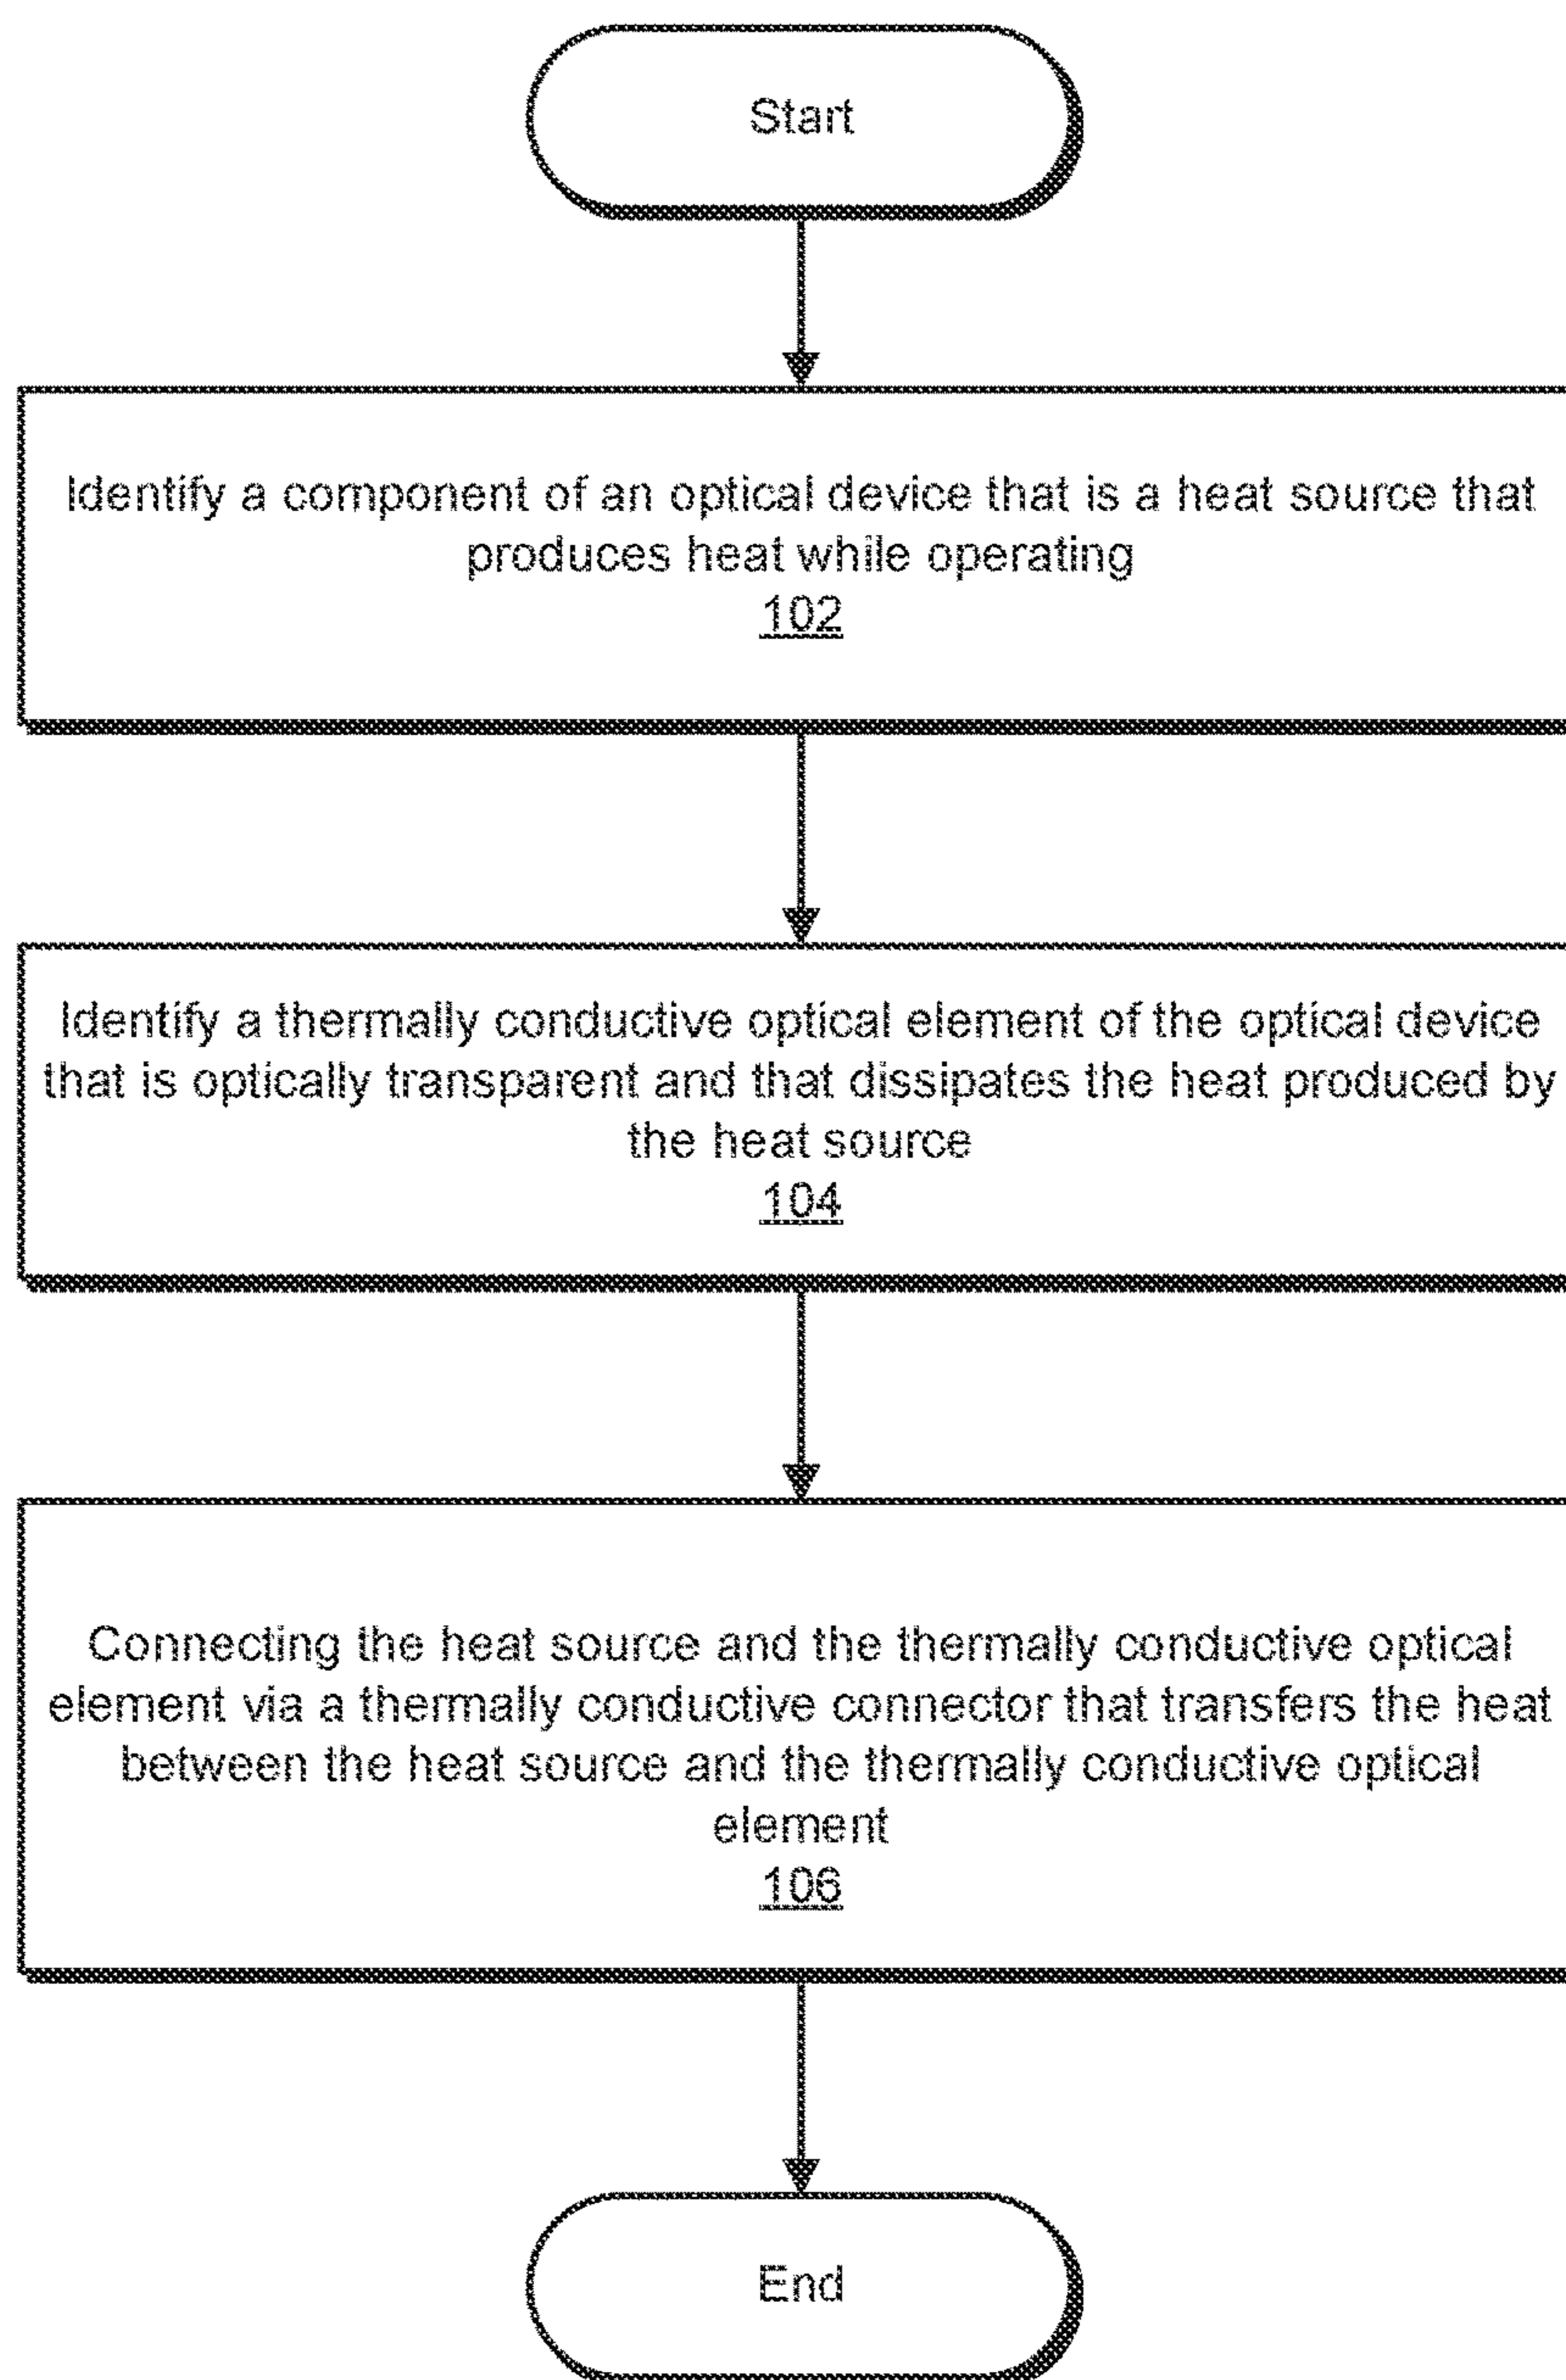 Start
Identify a component of an optical device that is a heat source that
produces heat while operating
102
Identify a thermally conductive optical element of the optical device
that is optically transparent and that dissipates the heat produced by
the heat source
104
Connecting the heat source and the thermally conductive optical
element via a thermally conductive connector that transfers the heat
between the heat source and the thermally conductive optical
element
106
End